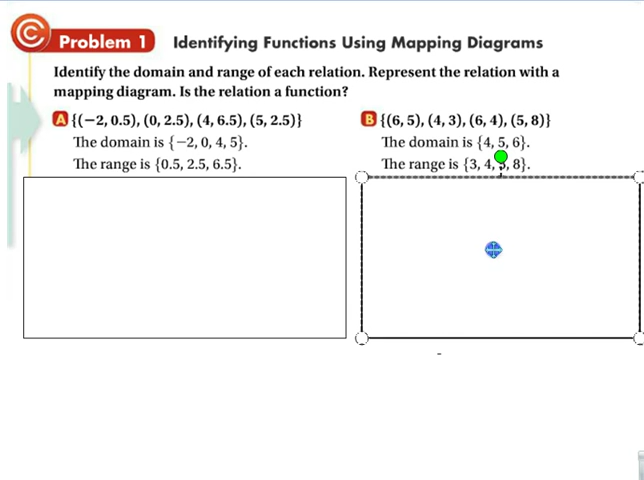 Problem 1 Identifying Functions Using Mapping Diagrams
Identify the domain and range of each relation. Represent the relation with a
mapping diagram. Is the relation a function?
A {(−2, 0.5), (0, 2.5), (4, 6.5), (5, 2.5)}
The domain is {−2, 0, 4, 5}.
The range is {0.5, 2.5, 6.5}.
B {(6, 5), (4, 3), (6, 4), (5, 8)}
The domain is {4, 5, 6}.
The range is {3, 4, 5, 8}.